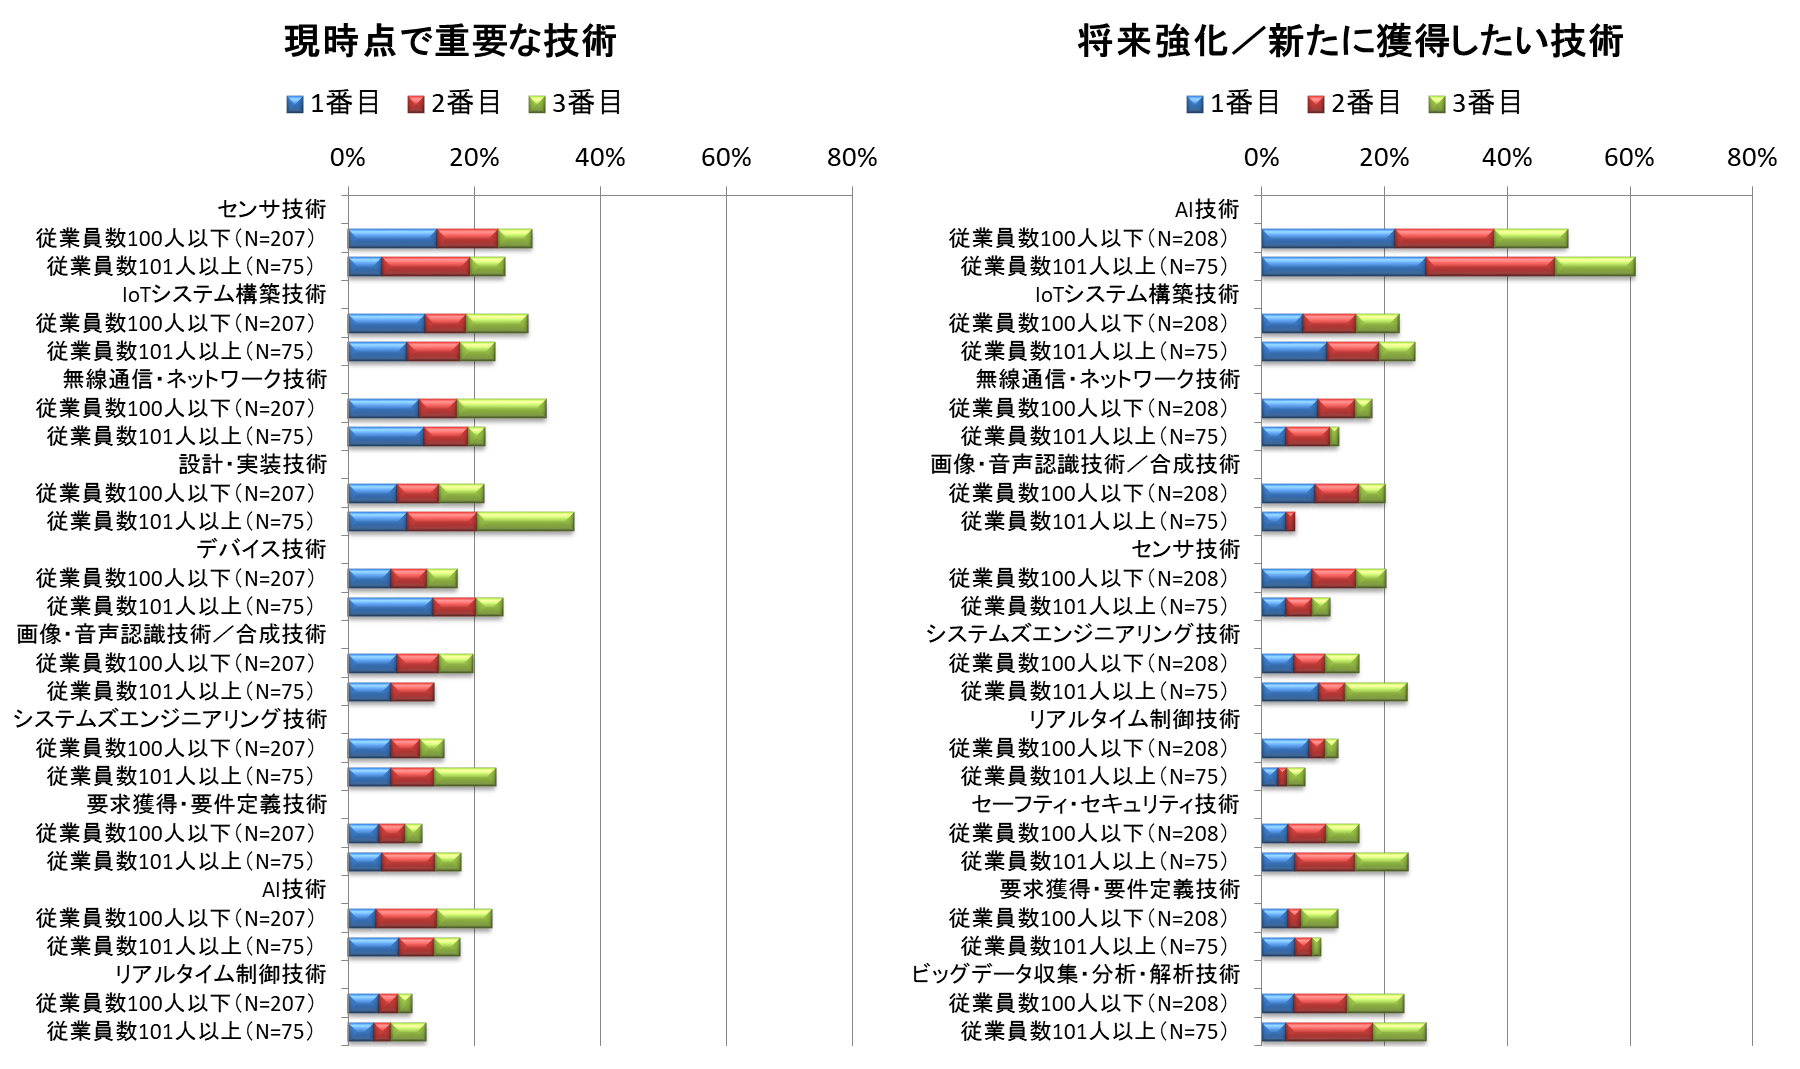 現時点で重要な技術
1番目 2番目 3番目
0% 20% 40% 60% 80%
センサ技術
従業員数100人以下（N=207）
従業員数101人以上（N=75）
IoTシステム構築技術
従業員数100人以下（N=207）
従業員数101人以上（N=75）
無線通信・ネットワーク技術
従業員数100人以下（N=207）
従業員数101人以上（N=75）
設計・実装技術
従業員数100人以下（N=207）
従業員数101人以上（N=75）
デバイス技術
従業員数100人以下（N=207）
従業員数101人以上（N=75）
画像・音声認識技術／合成技術
従業員数100人以下（N=207）
従業員数101人以上（N=75）
システムズエンジニアリング技術
従業員数100人以下（N=207）
従業員数101人以上（N=75）
要求獲得・要件定義技術
従業員数100人以下（N=207）
従業員数101人以上（N=75）
AI技術
従業員数100人以下（N=207）
従業員数101人以上（N=75）
リアルタイム制御技術
従業員数100人以下（N=207）
従業員数101人以上（N=75）
将来強化／新たに獲得したい技術
1番目 2番目 3番目
0% 20% 40% 60% 80%
AI技術
従業員数100人以下（N=208）
従業員数101人以上（N=75）
IoTシステム構築技術
従業員数100人以下（N=208）
従業員数101人以上（N=75）
無線通信・ネットワーク技術
従業員数100人以下（N=208）
従業員数101人以上（N=75）
画像・音声認識技術／合成技術
従業員数100人以下（N=208）
従業員数101人以上（N=75）
センサ技術
従業員数100人以下（N=208）
従業員数101人以上（N=75）
システムズエンジニアリング技術
従業員数100人以下（N=208）
従業員数101人以上（N=75）
リアルタイム制御技術
従業員数100人以下（N=208）
従業員数101人以上（N=75）
セーフティ・セキュリティ技術
従業員数100人以下（N=208）
従業員数101人以上（N=75）
要求獲得・要件定義技術
従業員数100人以下（N=208）
従業員数101人以上（N=75）
ビッグデータ収集・分析・解析技術
従業員数100人以下（N=208）
従業員数101人以上（N=75）